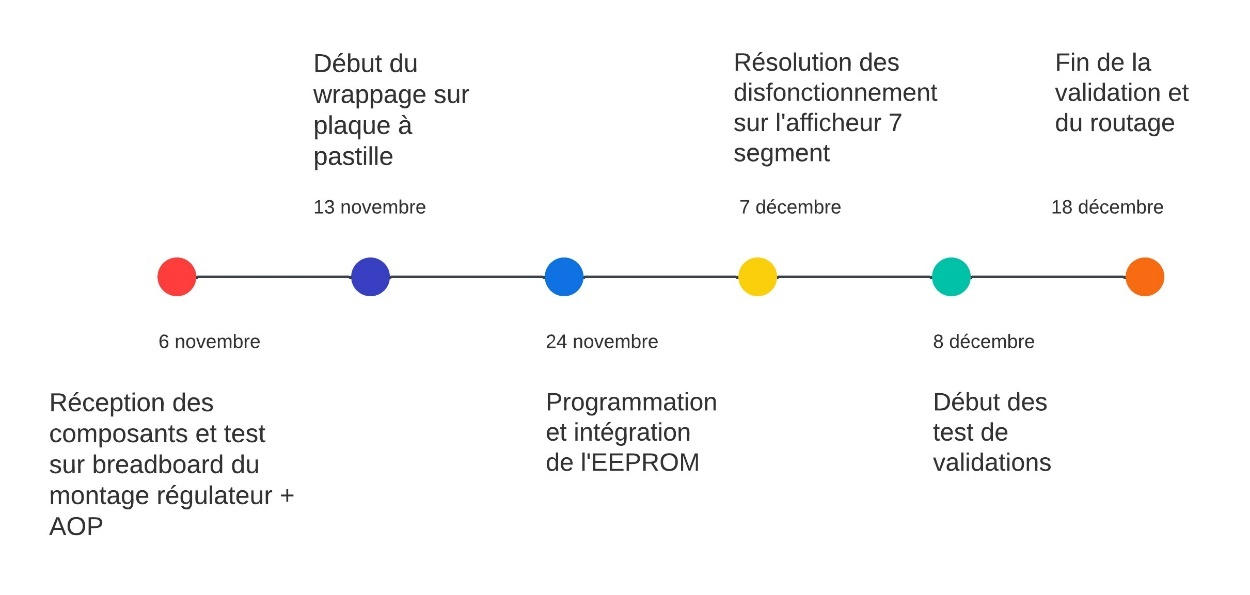 Début du
wrappage sur
plaque à
pastille
13 novembre
Résolution des
disfonctionnement
sur l'afficheur 7
segment
7 décembre
Fin de la
validation et
du routage
18 décembre
6 novembre
Réception des
composants et test
sur breadboard du
montage régulateur +
AOP
24 novembre
Programmation
et intégration
de l'EEPROM
8 décembre
Début des
test de
validations